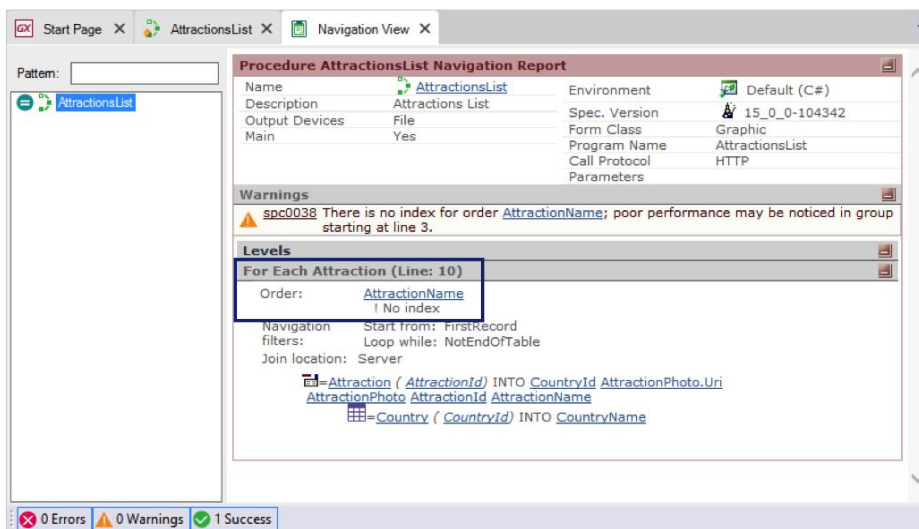 GX Start Page X AttractionsList X Navigation View X
Pattern:
AttractionsList
Procedure AttractionsList Navigation Report
Name AttractionsList
Description Attractions List
Output Devices File
Main Yes
Environment Default (C#)
Spec. Version 15_0_0-104342
Form Class Graphic
Program Name AttractionsList
Call Protocol HTTP
Parameters
Warnings
spc0038 There is no index for order AttractionName; poor performance may be noticed in group
starting at line 3.
Levels
For Each Attraction (Line: 10)
Order: AttractionName
! No index
Navigation Start from: FirstRecord
filters: Loop while: NotEndOfTable
Join location: Server
=Attraction ( AttractionId) INTO CountryId AttractionPhoto.Uri
AttractionPhoto AttractionId AttractionName
=Country ( CountryId) INTO CountryName
0 Errors 0 Warnings 1 Success